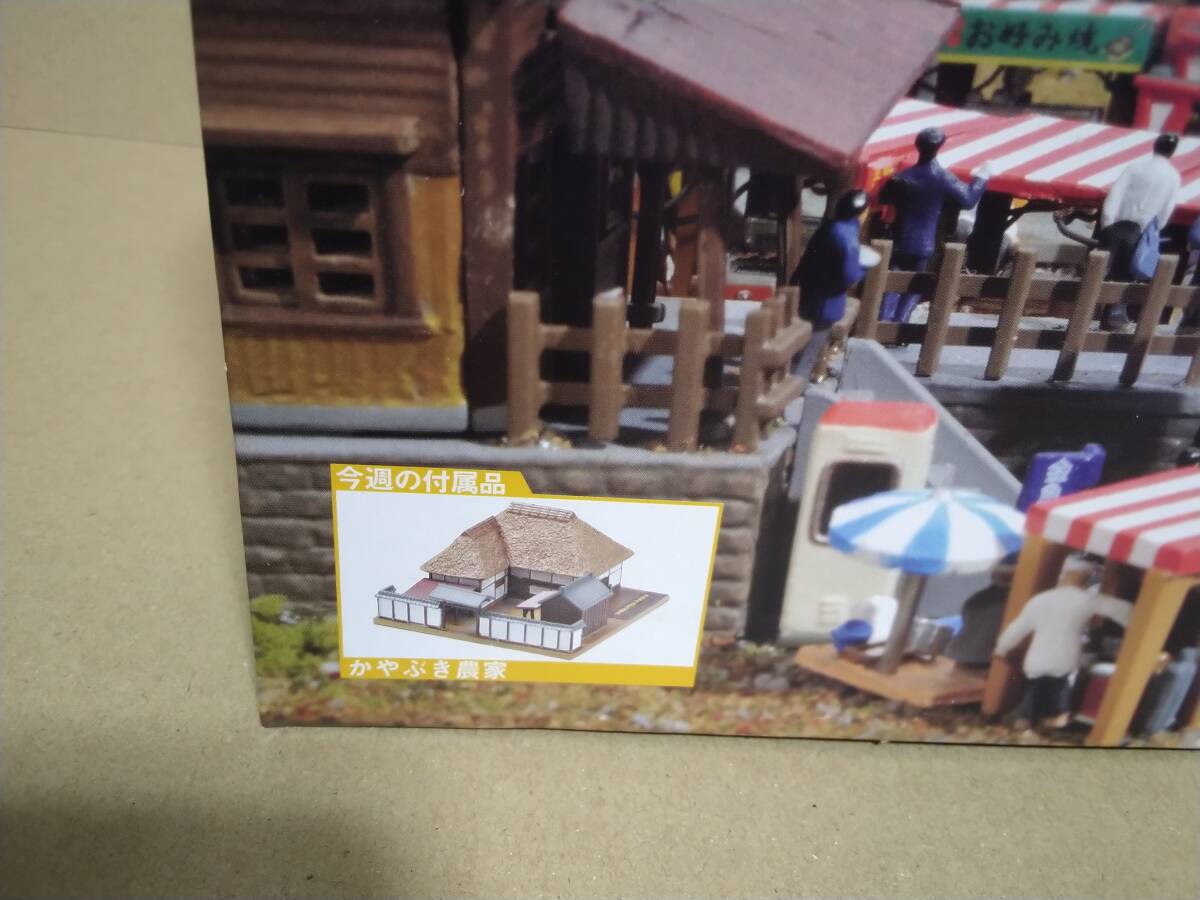 お好み焼
今週の付属品
かやぶき農家